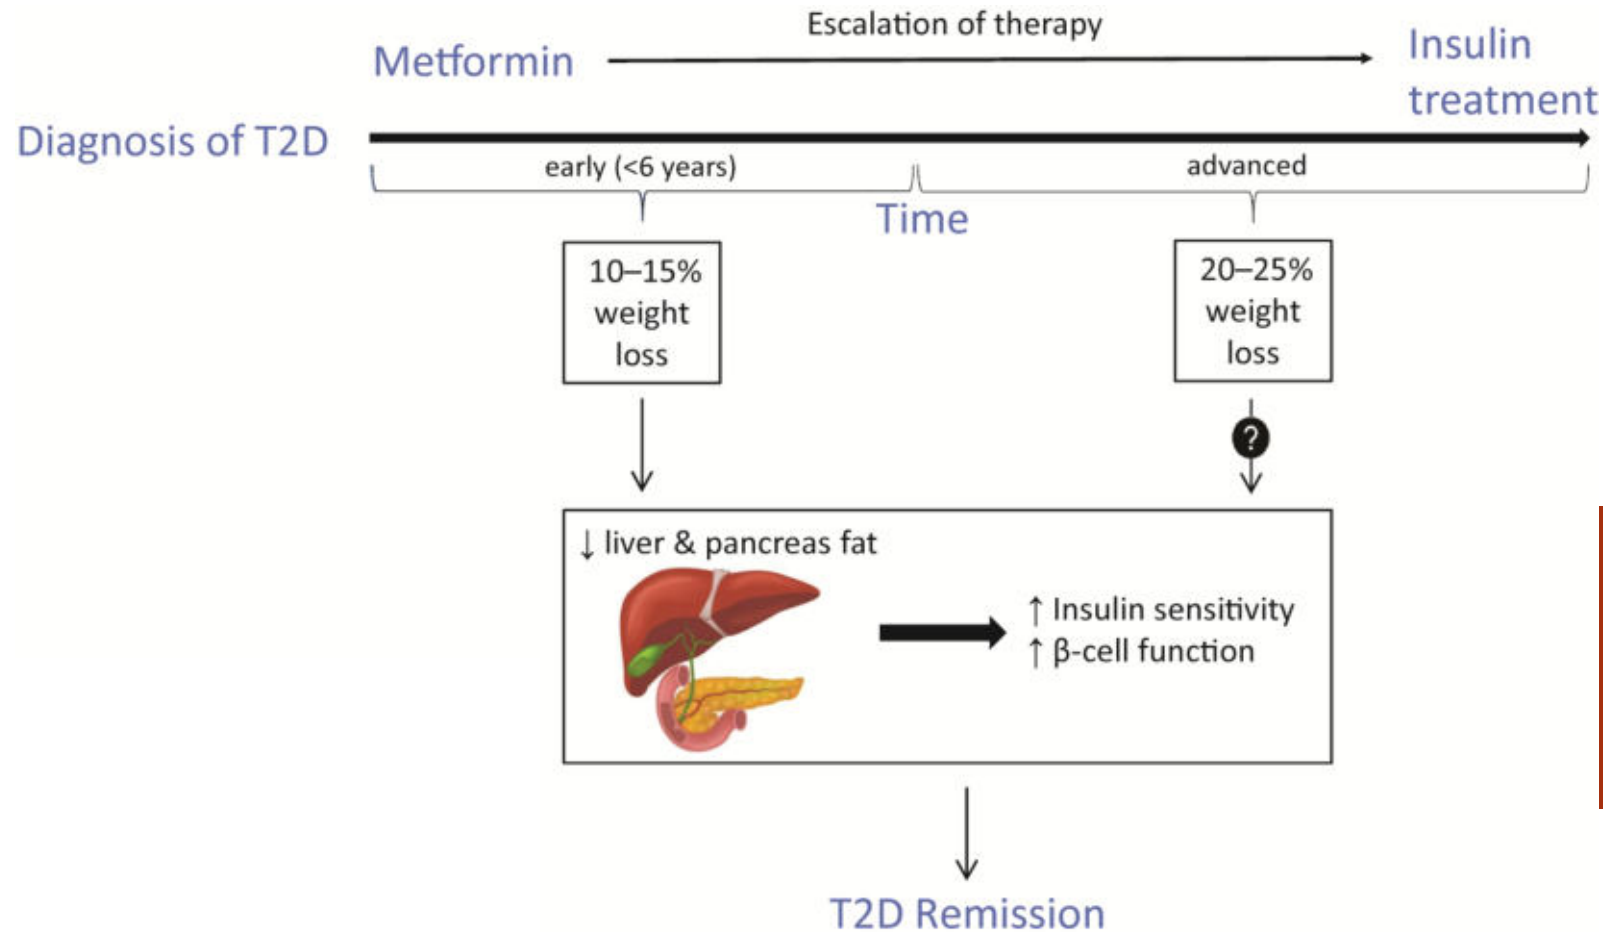 Escalation of therapy
Metformin
Insulin
treatment
Diagnosis of T2D
early (<6 years)
advanced
Time
10–15%
weight
loss
20–25%
weight
loss
?
↓ liver & pancreas fat
↑ Insulin sensitivity
↑ β-cell function
T2D Remission